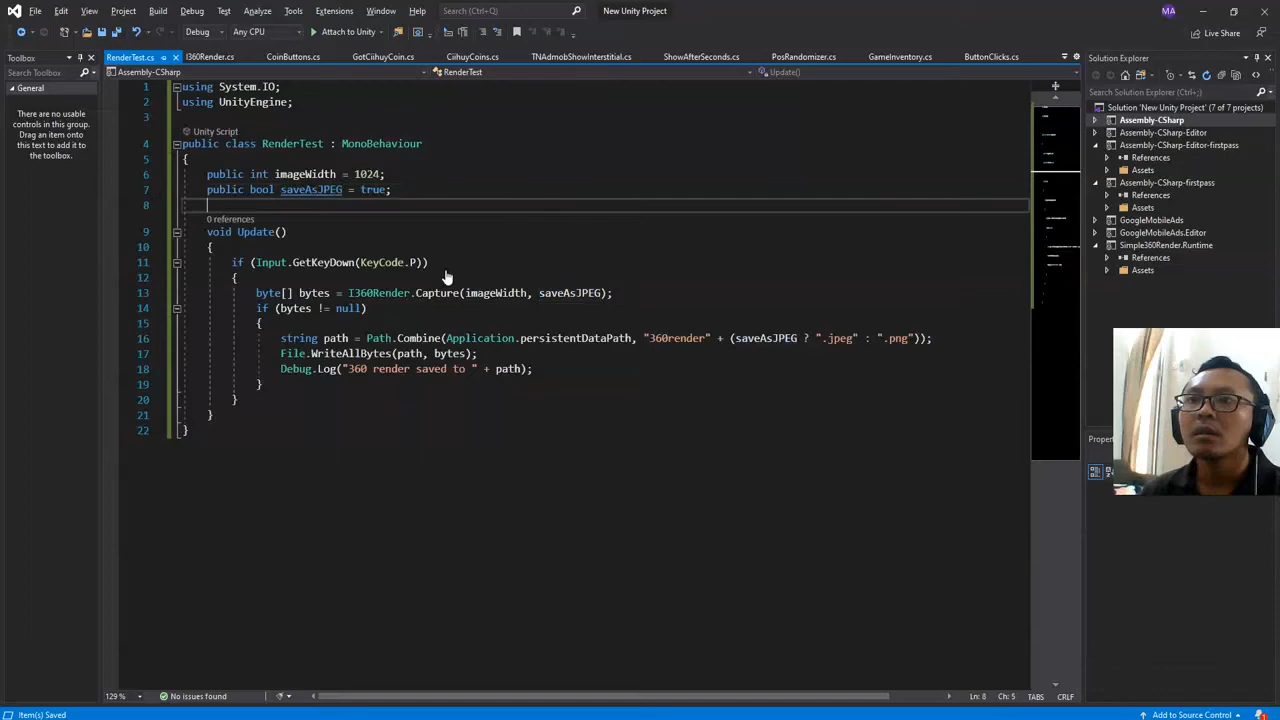 File Edit View Git Project Build Debug Test Analyze Tools Extensions Window Help Search (Ctrl+;) New Unity Project MA
Debug Any CPU Attach to Unity Live Share
Toolbox
Search Toolbox
General
There are no usable
controls in this group.
Drag an item onto
this text to add it to
the toolbox.
RenderTest.cs I360Render.cs CoinButtons.cs GetCiihuyCoin.cs CiihuyCoins.cs TNAdmobShowInterstitial.cs ShowAfterSeconds.cs PosRandomizer.cs GameInventory.cs ButtonClicks.cs
Assembly-CSharp RenderTest Update()
1 using System.IO;
2 using UnityEngine;
3
Unity Script
4 public class RenderTest : MonoBehaviour
5 {
6 public int imageWidth = 1024;
7 public bool saveAsJPEG = true;
8
0 references
9 void Update()
10 {
11 if (Input.GetKeyDown(KeyCode.P))
12 {
13 byte[] bytes = I360Render.Capture(imageWidth, saveAsJPEG);
14 if (bytes != null)
15 {
16 string path = Path.Combine(Application.persistentDataPath, "360render" + (saveAsJPEG ? ".jpeg" : ".png"));
17 File.WriteAllBytes(path, bytes);
18 Debug.Log("360 render saved to " + path);
19 }
20 }
21 }
22 }
129 % No issues found Ln: 8 Ch: 5 TABS CRLF
Solution Explorer
Search Solution Explorer (Ctrl+;)
Solution 'New Unity Project' (7 of 7 projects)
Assembly-CSharp
Assembly-CSharp-Editor
Assembly-CSharp-Editor-firstpass
References
Assets
Assembly-CSharp-firstpass
References
Assets
GoogleMobileAds
GoogleMobileAds.Editor
Simple360Render.Runtime
References
Assets
Item(s) Saved Add to Source Control 1